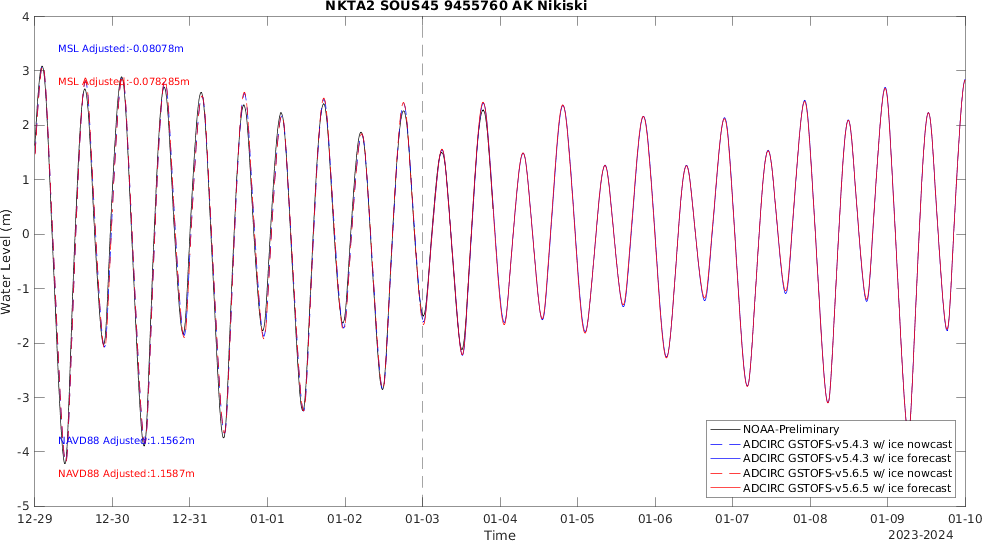 NKTA2 SOUS45 9455760 AK Nikiski
MSL Adjusted:-0.08078m
MSL Adjusted:-0.078285m
NAVD88 Adjusted:1.1562m
NAVD88 Adjusted:1.1587m
Water Level (m)
4
3
2
1
0
-1
-2
-3
-4
-5
NOAA-Preliminary
ADCIRC GSTOFS-v5.4.3 w/ ice nowcast
ADCIRC GSTOFS-v5.4.3 w/ ice forecast
ADCIRC GSTOFS-v5.6.5 w/ ice nowcast
ADCIRC GSTOFS-v5.6.5 w/ ice forecast
12-29 12-30 12-31 01-01 01-02 01-03 01-04 01-05 01-06 01-07 01-08 01-09 01-10
2023-2024
Time